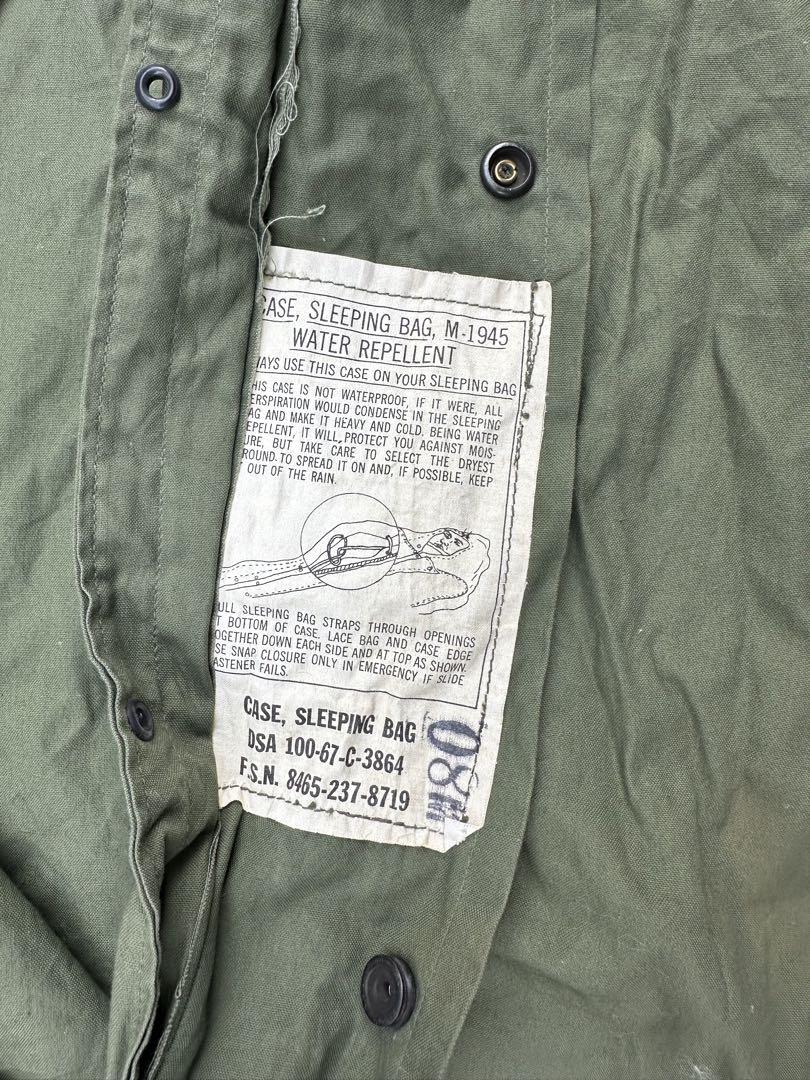 CASE, SLEEPING BAG, M-1945
WATER REPELLENT
WAYS USE THIS CASE ON YOUR SLEEPING BAG
HIS CASE IS NOT WATERPROOF, IF IT WERE, ALL
ERSPIRATION WOULD CONDENSE IN THE SLEEPING
AG AND MAKE IT HEAVY AND COLD. BEING WATER
EPELLENT, IT WILL PROTECT YOU AGAINST MOIS-
URE, BUT TAKE CARE TO SELECT THE DRYEST
ROUND. TO SPREAD IT ON AND, IF POSSIBLE, KEEP
OUT OF THE RAIN.
ULL SLEEPING BAG STRAPS THROUGH OPENINGS
T BOTTOM OF CASE. LACE BAG AND CASE EDGE
OGETHER DOWN EACH SIDE AND AT TOP AS SHOWN.
SE SNAP CLOSURE ONLY IN EMERGENCY IF SLIDE
ASTENER FAILS.
CASE, SLEEPING BAG
DSA 100-67-C-3864
F.S.N. 8465-237-8719